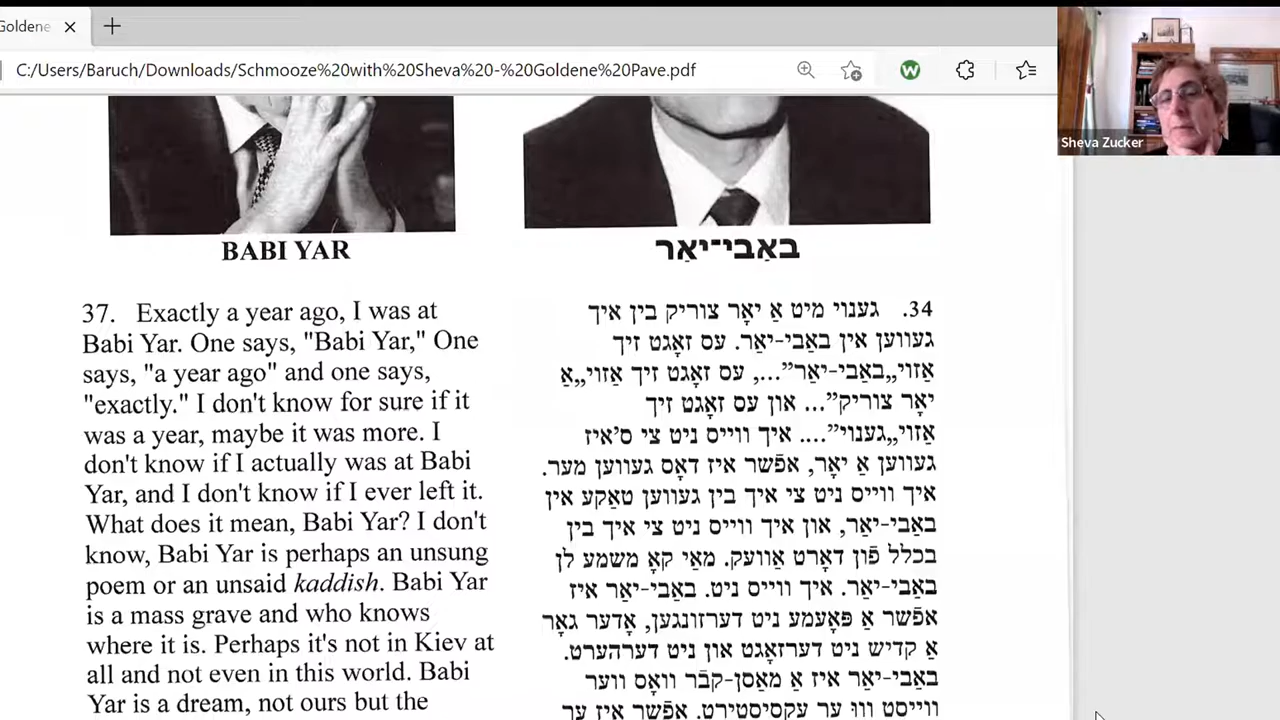 Goldene
C:/Users/Baruch/Downloads/Schmooze%20with%20Sheva%20-%20Goldene%20Pave.pdf
Sheva Zucker
BABI YAR
37. Exactly a year ago, I was at
Babi Yar. One says, "Babi Yar," One
says, "a year ago" and one says,
"exactly." I don't know for sure if it
was a year, maybe it was more. I
don't know if I actually was at Babi
Yar, and I don't know if I ever left it.
What does it mean, Babi Yar? I don't
know, Babi Yar is perhaps an unsung
poem or an unsaid kaddish. Babi Yar
is a mass grave and who knows
where it is. Perhaps it's not in Kiev at
all and not even in this world. Babi
Yar is a dream, not ours but the
באַבי־יאַר
34. גענוי מיט אַ יאָר צוריק בין איך
געווען אין באַבי-יאַר. עס זאָגט זיך
אַזוי,,באַבי-יאַר”..., עס זאָגט זיך אַזוי,,אַ
יאָר צוריק”... און עס זאָגט זיך
אַזוי,,גענוי”.... איך ווייס ניט צי ס'איז
געווען אַ יאָר, אפֿשר איז דאָס געווען מער.
איך ווייס ניט צי איך בין געווען טאַקע אין
באַבי-יאַר, און איך ווייס ניט צי איך בין
בכלל פֿון דאָרט אַוועק. מאַי קאָ משמע לן
באַבי-יאַר. איך ווייס ניט. באַבי-יאַר איז
אפֿשר אַ פּאָעמע ניט דערזונגען, אָדער גאָר
אַ קדיש ניט דערזאָגט און ניט דערהערט.
באַבי-יאַר איז אַ מאַסן-קבֿר וואָס ווער
ווייסט וווּ ער עקסיסטירט. אפֿשר איז ער